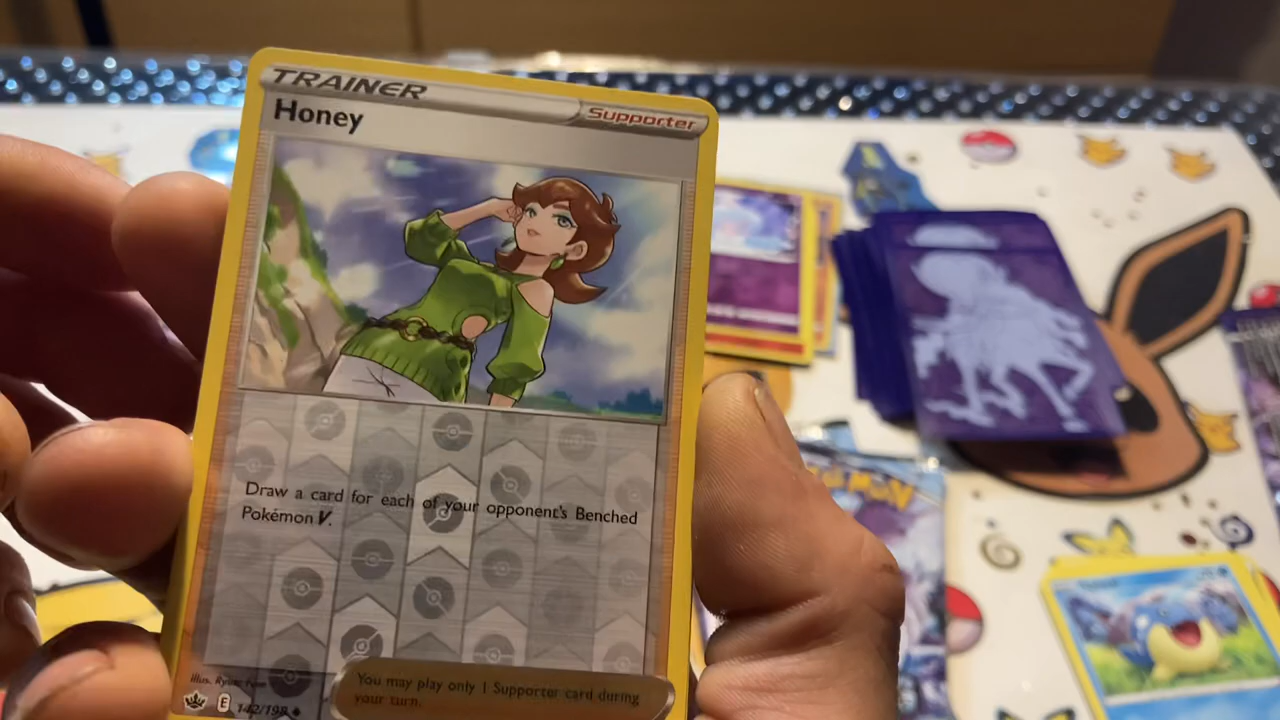 TRAINER
Supporter
Honey
Draw a card for each of your opponent's Benched
Pokémon V.
You may play only 1 Supporter card during
your turn.
Illus.
E 142/198